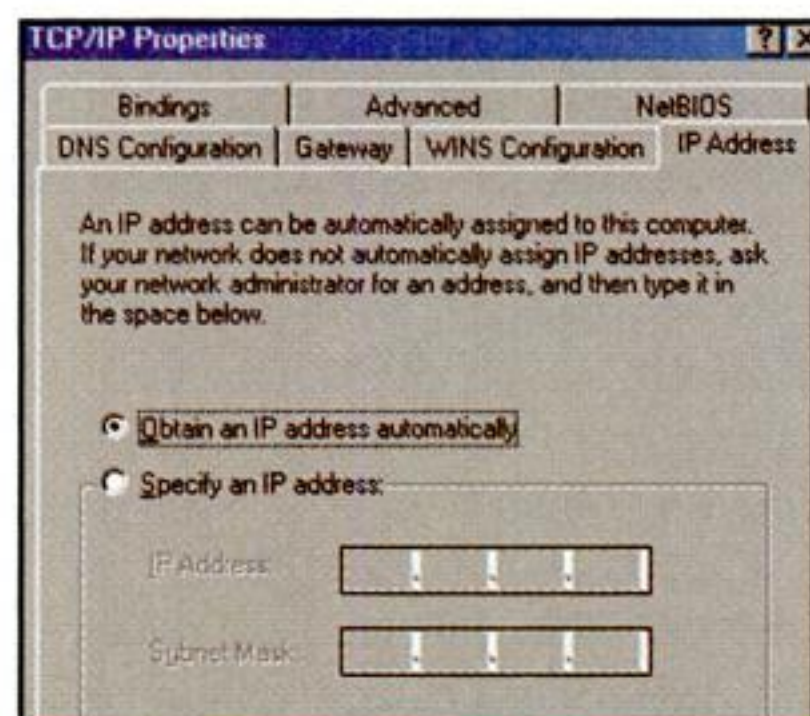 TCP/IP Properties
Bindings Advanced NetBIOS
DNS Configuration Gateway WINS Configuration IP Address
An IP address can be automatically assigned to this computer.
If your network does not automatically assign IP addresses, ask
your network administrator for an address, and then type it in
the space below.
Obtain an IP address automatically
Specify an IP address:
IP Address:
Subnet Mask: